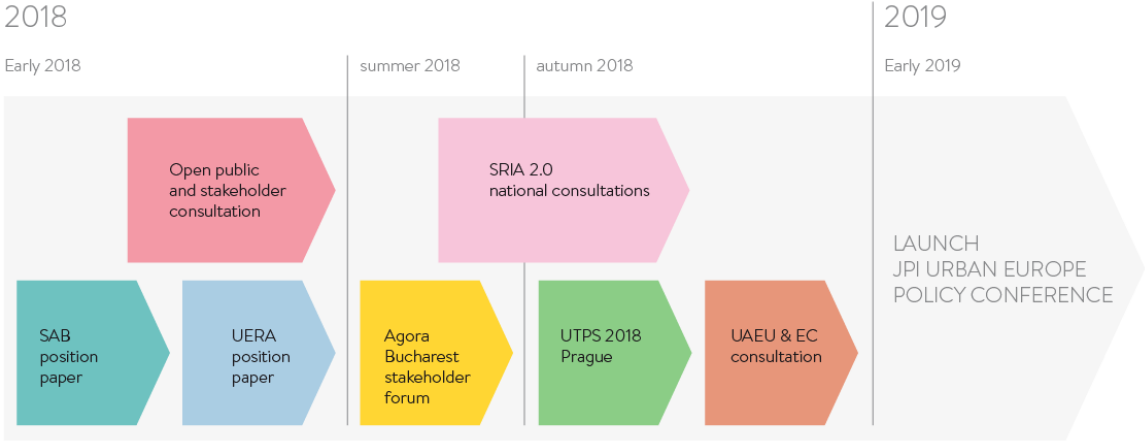 2018
2019
Early 2018
summer 2018
autumn 2018
Early 2019
Open public
and stakeholder
consultation
SRIA 2.0
national consultations
LAUNCH
JPI URBAN EUROPE
POLICY CONFERENCE
SAB
position
paper
UERA
position
paper
Agora
Bucharest
stakeholder
forum
UTPS 2018
Prague
UAEU & EC
consultation